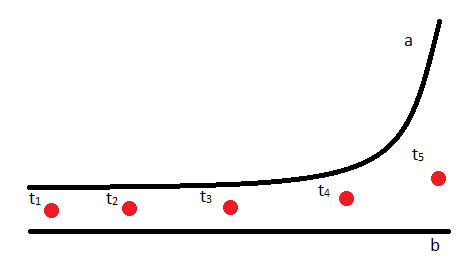 a
t₅
t₄
t₁ t₂ t₃
b